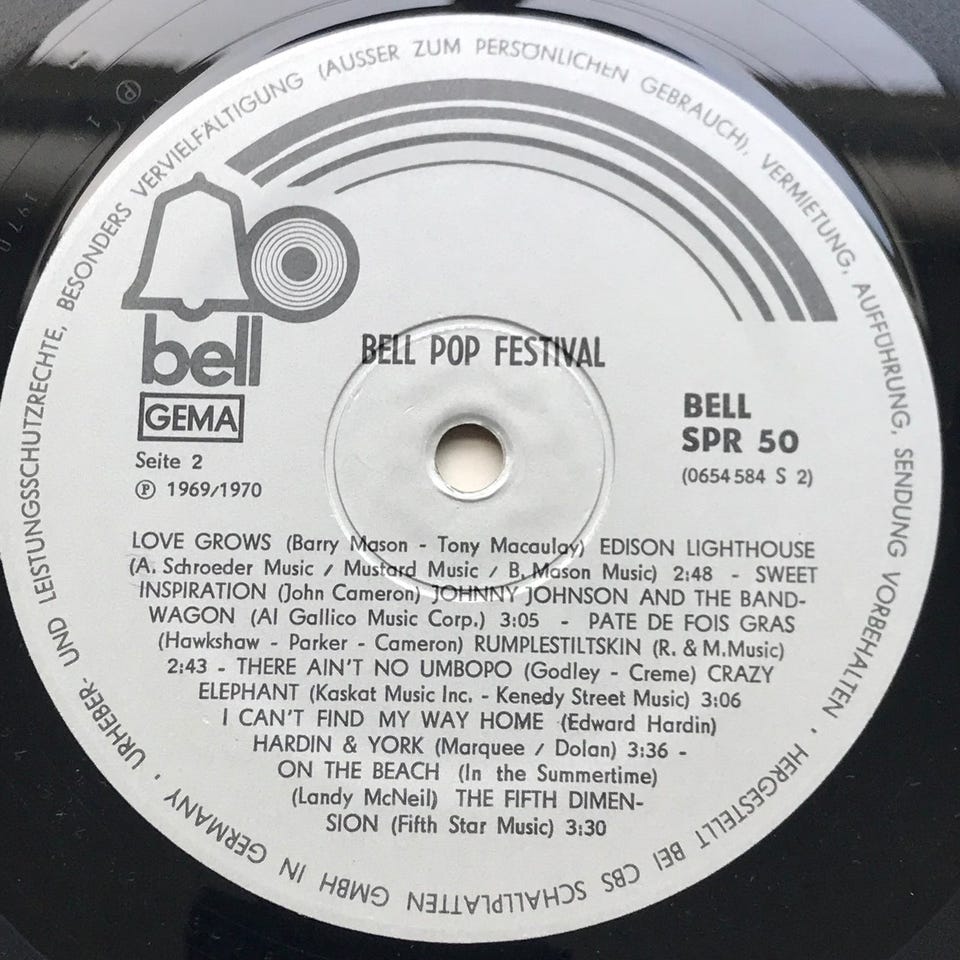 URHEBER- UND LEISTUNGSSCHUTZRECHTE, BESONDERS VERVIELFÄLTIGUNG (AUSSER ZUM PERSÖNLICHEN GEBRAUCH), VERMIETUNG, AUFFÜHRUNG, SENDUNG VORBEHALTEN · HERGESTELLT BEI CBS SCHALLPLATTEN GMBH IN GERMANY ·
bell
GEMA
Seite 2
Ⓟ 1969/1970
BELL POP FESTIVAL
BELL
SPR 50
(0654 584 S 2)
LOVE GROWS (Barry Mason - Tony Macaulay) EDISON LIGHTHOUSE
(A. Schroeder Music / Mustard Music / B. Mason Music) 2:48 - SWEET
INSPIRATION (John Cameron) JOHNNY JOHNSON AND THE BAND-
WAGON (Al Gallico Music Corp.) 3:05 - PATE DE FOIS GRAS
(Hawkshaw - Parker - Cameron) RUMPLESTILTSKIN (R. & M.Music)
2:43 - THERE AIN'T NO UMBOPO (Godley - Creme) CRAZY
ELEPHANT (Kaskat Music Inc. - Kenedy Street Music) 3:06
I CAN'T FIND MY WAY HOME (Edward Hardin)
HARDIN & YORK (Marquee / Dolan) 3:36 -
ON THE BEACH (In the Summertime)
(Landy McNeil) THE FIFTH DIMEN-
SION (Fifth Star Music) 3:30